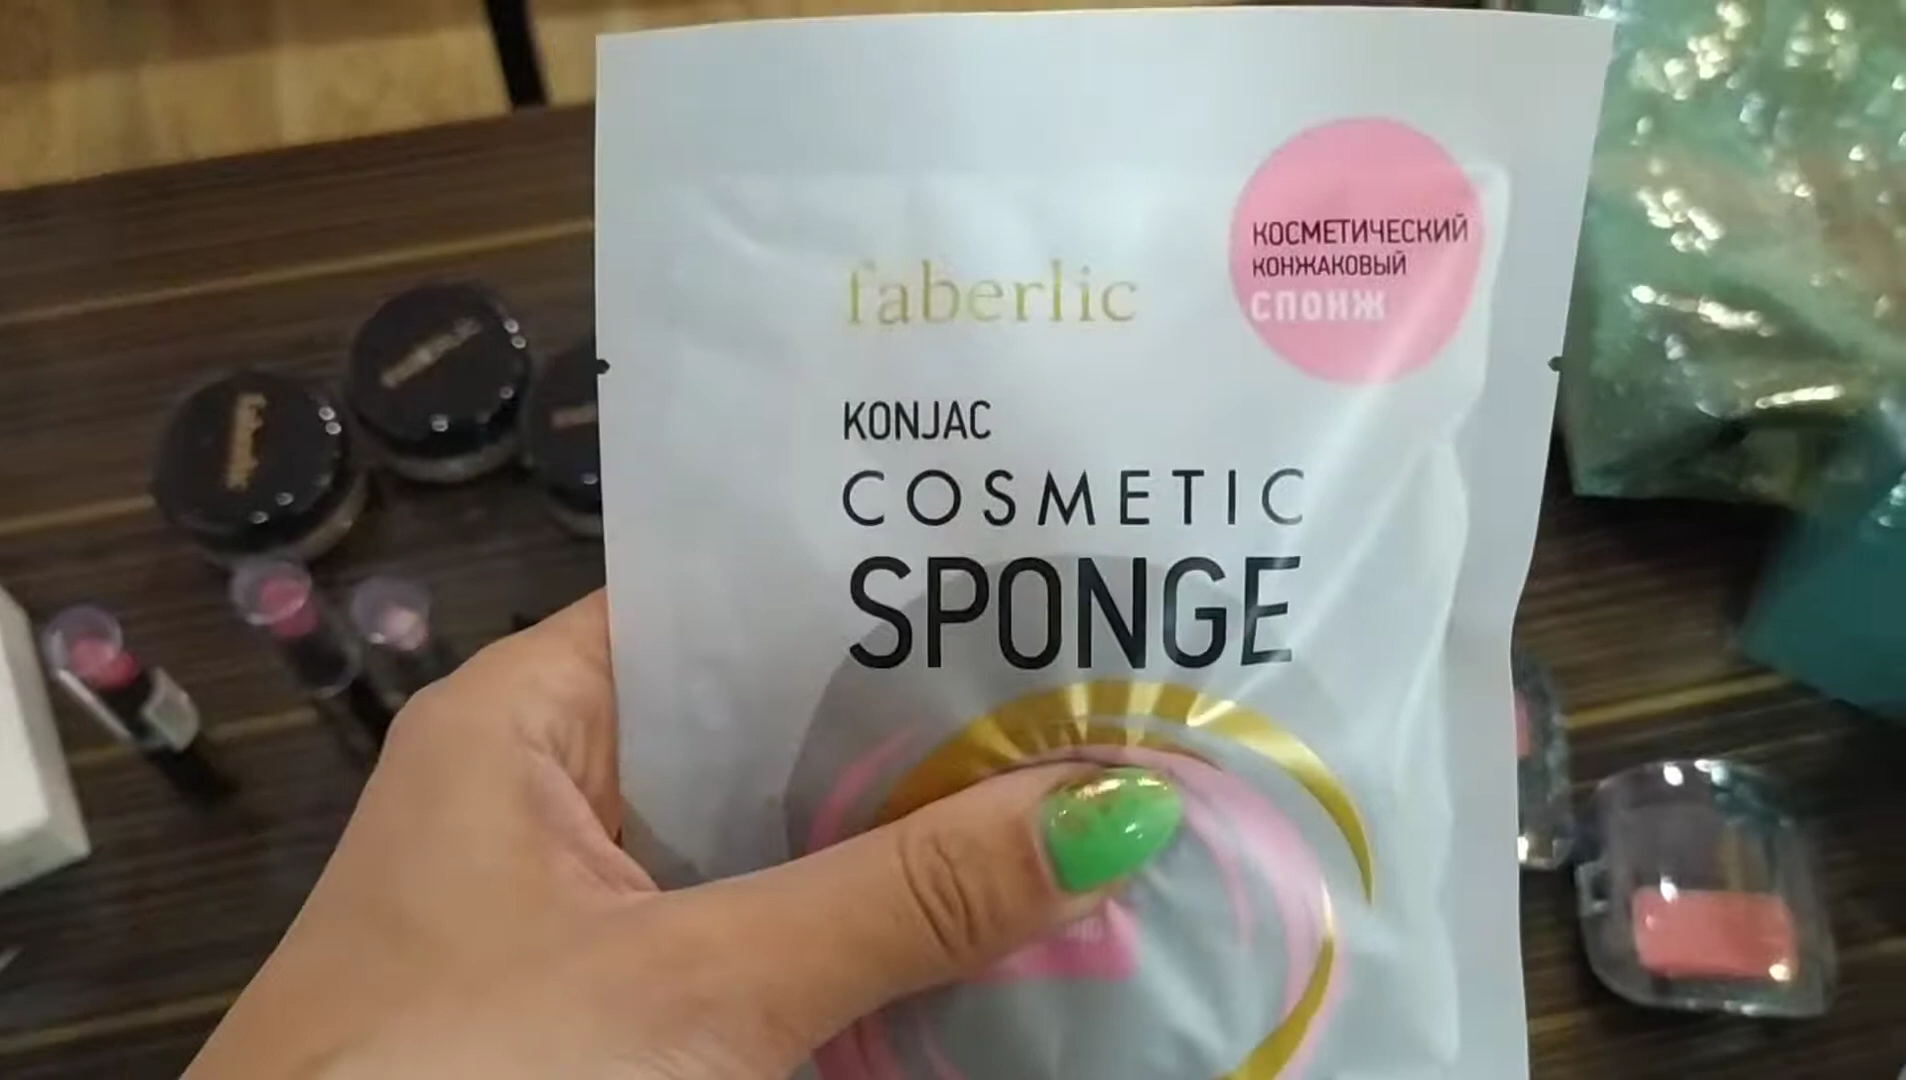 faberlic
КОСМЕТИЧЕСКИЙ
КОНЖАКОВЫЙ
СПОНЖ
KONJAC
COSMETIC
SPONGE